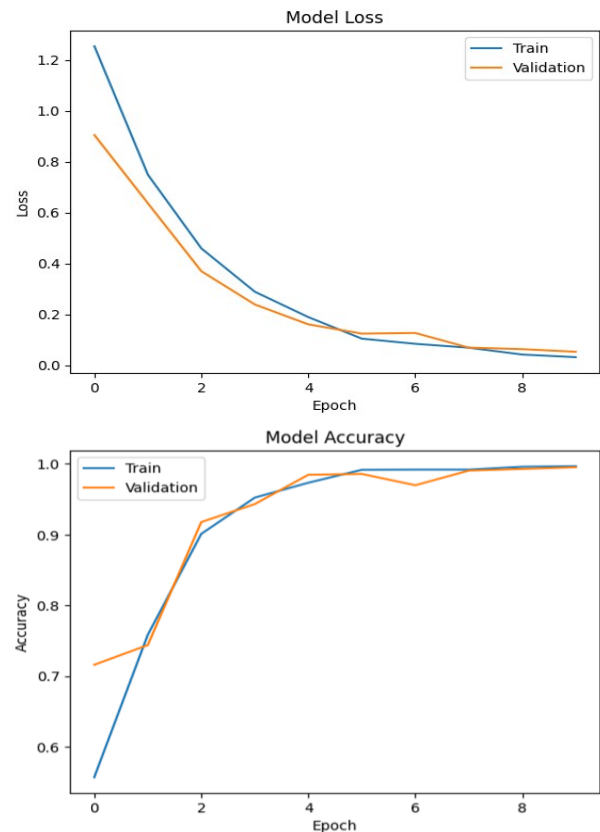 Model Loss
1.2
1.0
0.8
0.6
0.4
0.2
0.0
Loss
Train
Validation
0 2 4 6 8
Epoch
Model Accuracy
1.0
0.9
0.8
0.7
0.6
Accuracy
Train
Validation
0 2 4 6 8
Epoch